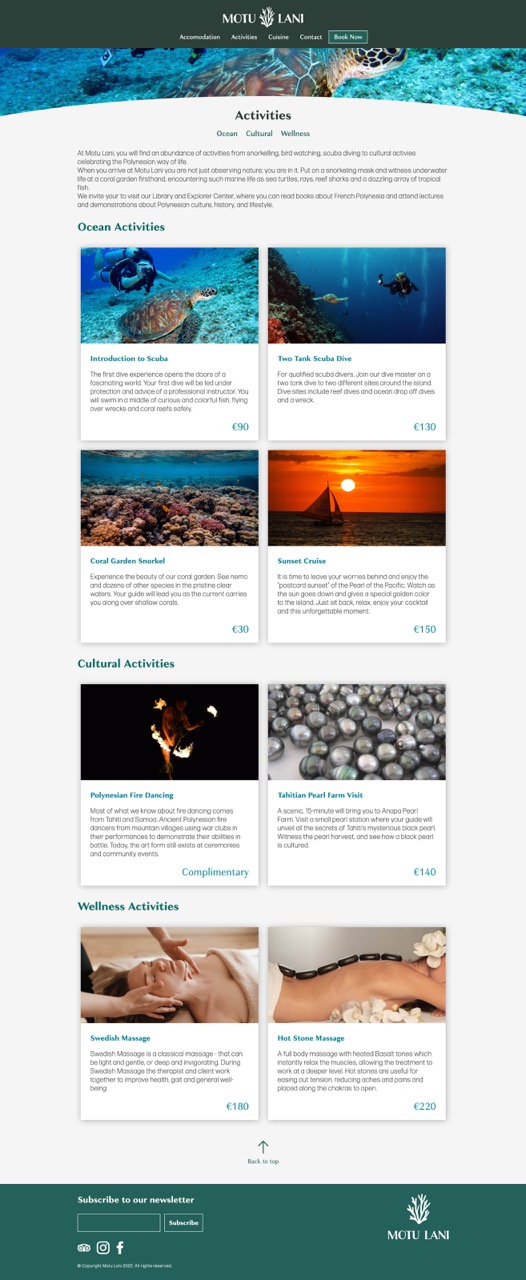 MOTU LANI
Accomodation Activities Cuisine Contact Book Now
Activities
Ocean Cultural Wellness
At Motu Lani, you will find an abundance of activities from snorkelling, bird watching, scuba diving to cultural activies
celebrating the Polynesian way of life.
When you arrive at Motu Lani you are not just observing nature; you are in it. Put on a snorkeling mask and witness underwater
life at a coral garden firsthand, encountering such marine life as sea turtles, rays, reef sharks and a dazzling array of tropical
fish.
We invite your to visit our Library and Explorer Center, where you can read books about French Polynesia and attend lectures
and demonstrations about Polynesian culture, history, and lifestyle.
Ocean Activities
Introduction to Scuba
The first dive experience opens the doors of a
fascinating world. Your first dive will be led under
protection and advice of a professional instructor. You
will swim in a middle of curious and colorful fish, flying
over wrecks and coral reefs safely.
€90
Two Tank Scuba Dive
For qualified scuba divers. Join our dive master on a
two tank dive to two different sites around the island.
Dive sites include reef dives and ocean drop off dives
and a wreck.
€130
Coral Garden Snorkel
Experience the beauty of our coral garden. See nemo
and dozens of other species in the pristine clear
waters. Your guide will lead you as the current carries
you along over shallow corals.
€30
Sunset Cruise
It is time to leave your worries behind and enjoy the
"postcard sunset" of the Pearl of the Pacific. Watch as
the sun goes down and gives a special golden color
to the island. Just sit back, relax, enjoy your cocktail
and this unforgettable moment.
€150
Cultural Activities
Polynesian Fire Dancing
Most of what we know about fire dancing comes
from Tahiti and Samoa. Ancient Polynesian fire
dancers from mountain villages using war clubs in
their performances to demonstrate their abilities in
battle. Today, the art form still exists at ceremonies
and community events.
Complimentary
Tahitian Pearl Farm Visit
A scenic, 15-minute will bring you to Anapa Pearl
Farm. Visit a small pearl station where your guide will
unveil all the secrets of Tahiti's mysterious black pearl.
Witness the pearl harvest, and see how a black pearl
is cultured.
€140
Wellness Activities
Swedish Massage
Swedish Massage is a classical massage - that can
be light and gentle, or deep and invigorating. During
Swedish Massage the therapist and client work
together to improve health, gait and general well-
being.
€180
Hot Stone Massage
A full body massage with heated Basalt tones which
instantly relax the muscles, allowing the treatment to
work at a deeper level. Hot stones are useful for
easing out tension, reducing aches and pains and
placed along the chakras to open.
€220
Back to top
Subscribe to our newsletter
Subscribe
MOTU LANI
© Copyright Motu Lani 2022. All rights reserved.